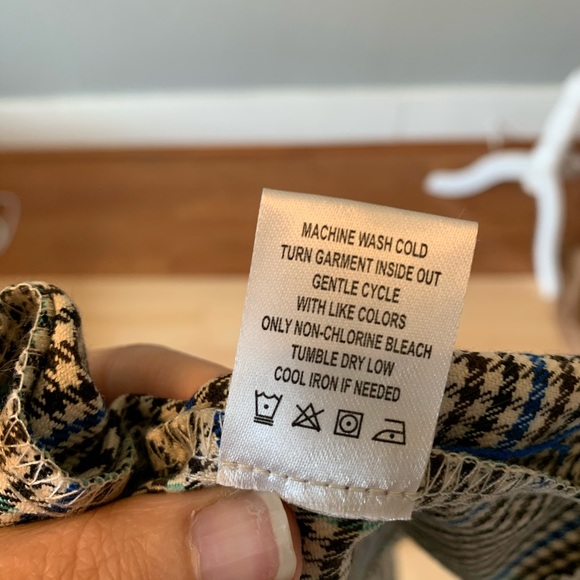 MACHINE WASH COLD
TURN GARMENT INSIDE OUT
GENTLE CYCLE
WITH LIKE COLORS
ONLY NON-CHLORINE BLEACH
TUMBLE DRY LOW
COOL IRON IF NEEDED